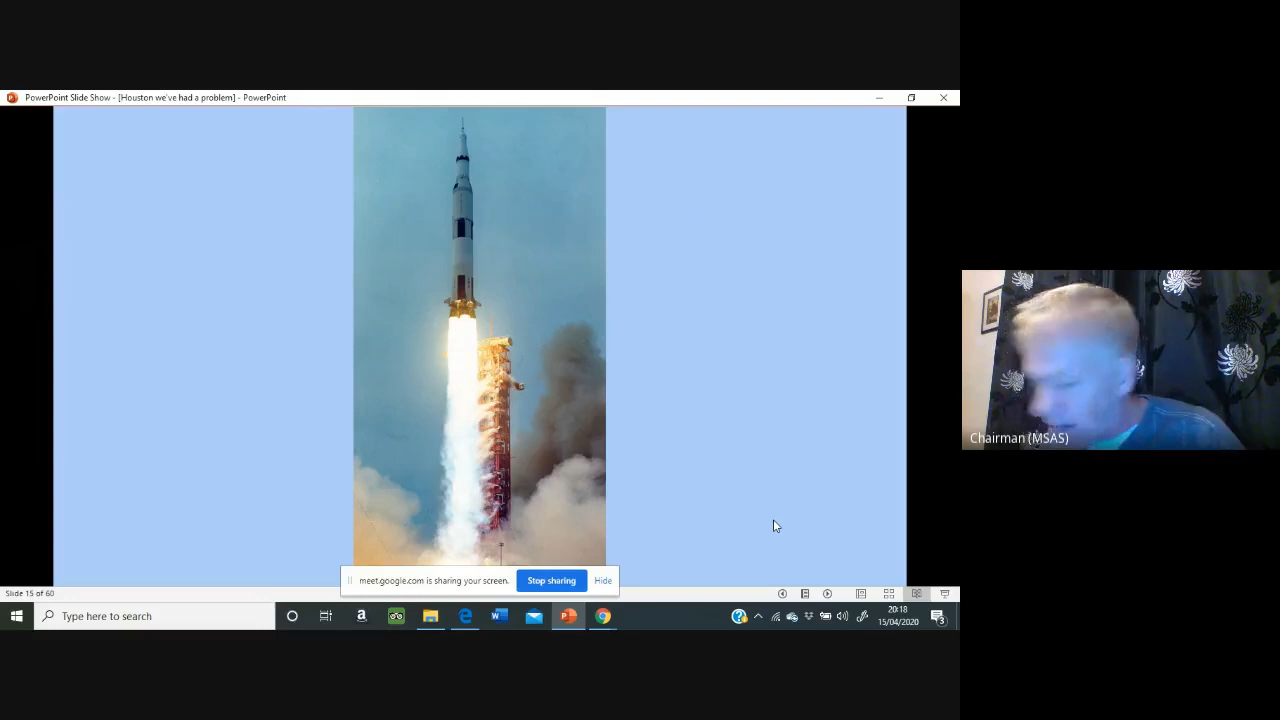 PowerPoint Slide Show - [Houston we've had a problem] - PowerPoint
Chairman (MSAS)
meet.google.com is sharing your screen.
Stop sharing
Hide
Slide 15 of 60
Type here to search
20:18
15/04/2020
3